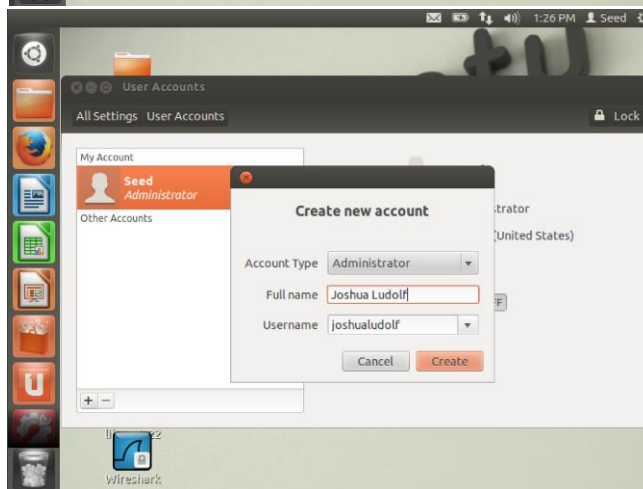 1:26 PM Seed
User Accounts
All Settings User Accounts
Lock
My Account
Seed
Administrator
Other Accounts
Create new account
Account Type Administrator
Full name Joshua Ludolf
Username joshualudolf
Cancel Create
trator
(United States)
FF
Wireshark